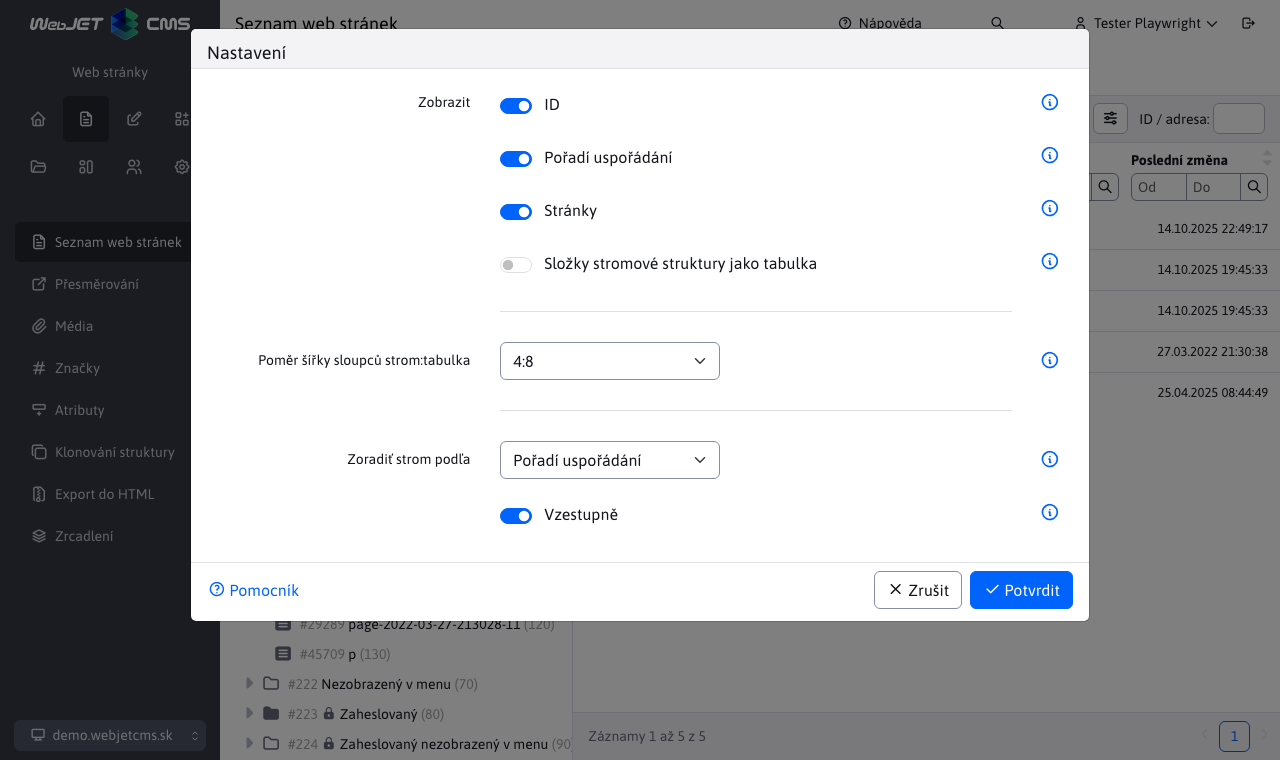 WebJET CMS
Seznam web stránek
Nápověda
Tester Playwright
Web stránky
Nastavení
Zobrazit
ID
Pořadí uspořádání
Stránky
Složky stromové struktury jako tabulka
Poměr šířky sloupců strom:tabulka
4:8
Zoradiť strom podľa
Pořadí uspořádání
Vzestupně
Pomocník
Zrušit
Potvrdit
ID / adresa:
Poslední změna
Od
Do
14.10.2025 22:49:17
14.10.2025 19:45:33
14.10.2025 19:45:33
27.03.2022 21:30:38
25.04.2025 08:44:49
Seznam web stránek
Přesměrování
Média
Značky
Atributy
Klonování struktury
Export do HTML
Zrcadlení
demo.webjetcms.sk
#29289 page-2022-03-27-213028-11 (120)
#45709 p (130)
#222 Nezobrazený v menu (70)
#223 Zaheslovaný (80)
#224 Zaheslovaný nezobrazený v menu (90)
Záznamy 1 až 5 z 5
1